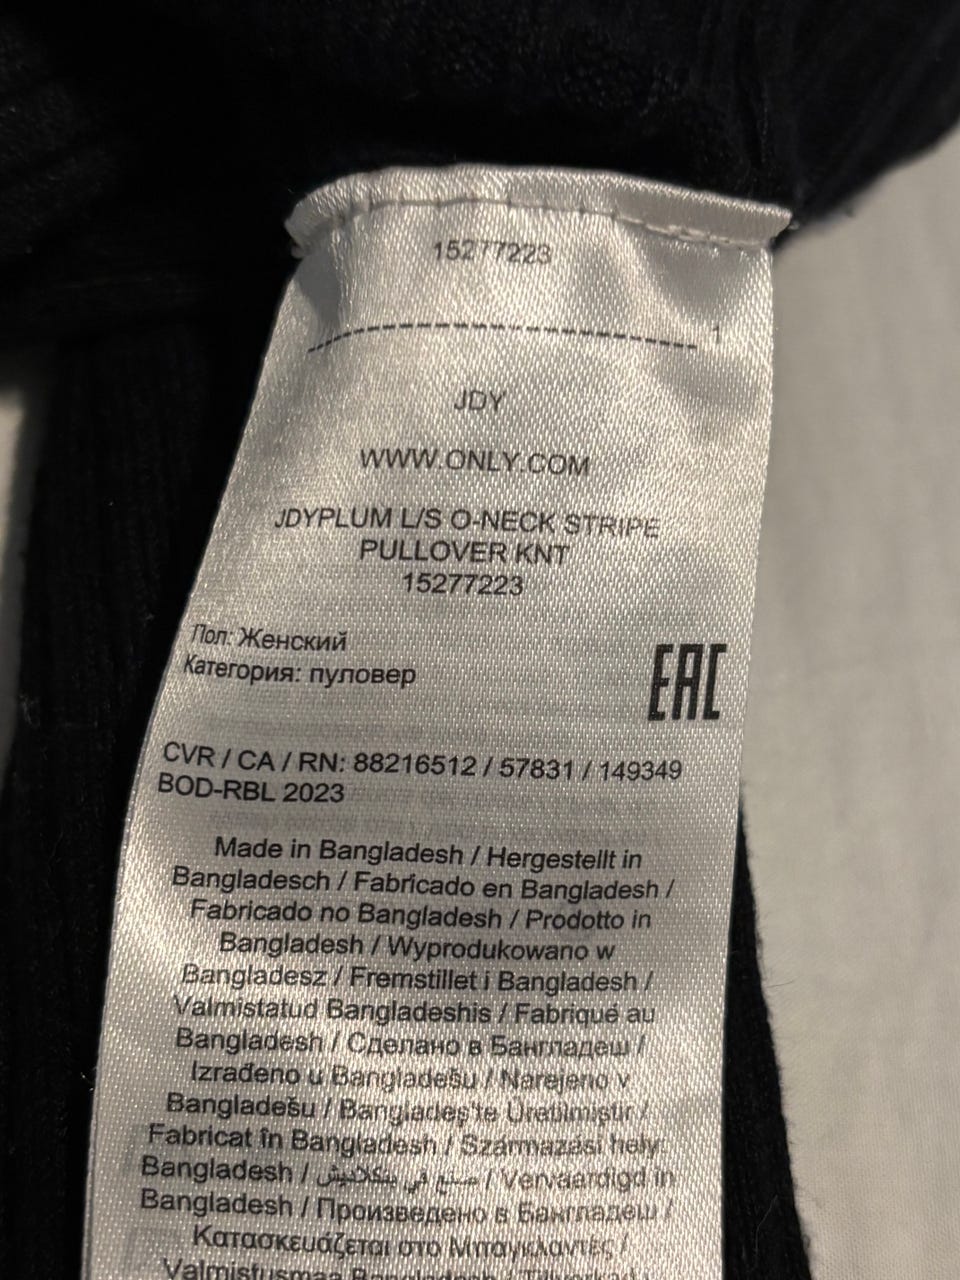 15277223
1
JDY
WWW.ONLY.COM
JDYPLUM L/S O-NECK STRIPE
PULLOVER KNT
15277223
Пол: Женский
Категория: пуловер
EAC
CVR / CA / RN: 88216512 / 57831 / 149349
BOD-RBL 2023
Made in Bangladesh / Hergestellt in
Bangladesch / Fabricado en Bangladesh /
Fabricado no Bangladesh / Prodotto in
Bangladesh / Wyprodukowano w
Bangladesz / Fremstillet i Bangladesh /
Valmistatud Bangladeshis / Fabriqué au
Bangladesh / Сделано в Бангладеш /
Izrađeno u Bangladešu / Narejeno v
Bangladešu / Bangladeş'te Üretilmiştir /
Fabricat în Bangladesh / Származási hely:
Bangladesh / صنع في بنكلاديش / Vervaardigd in
Bangladesh / Произведено в Бангладеш /
Κατασκευάζεται στο Μπαγκλαντές /
Valmistusmaa Bangladesh /